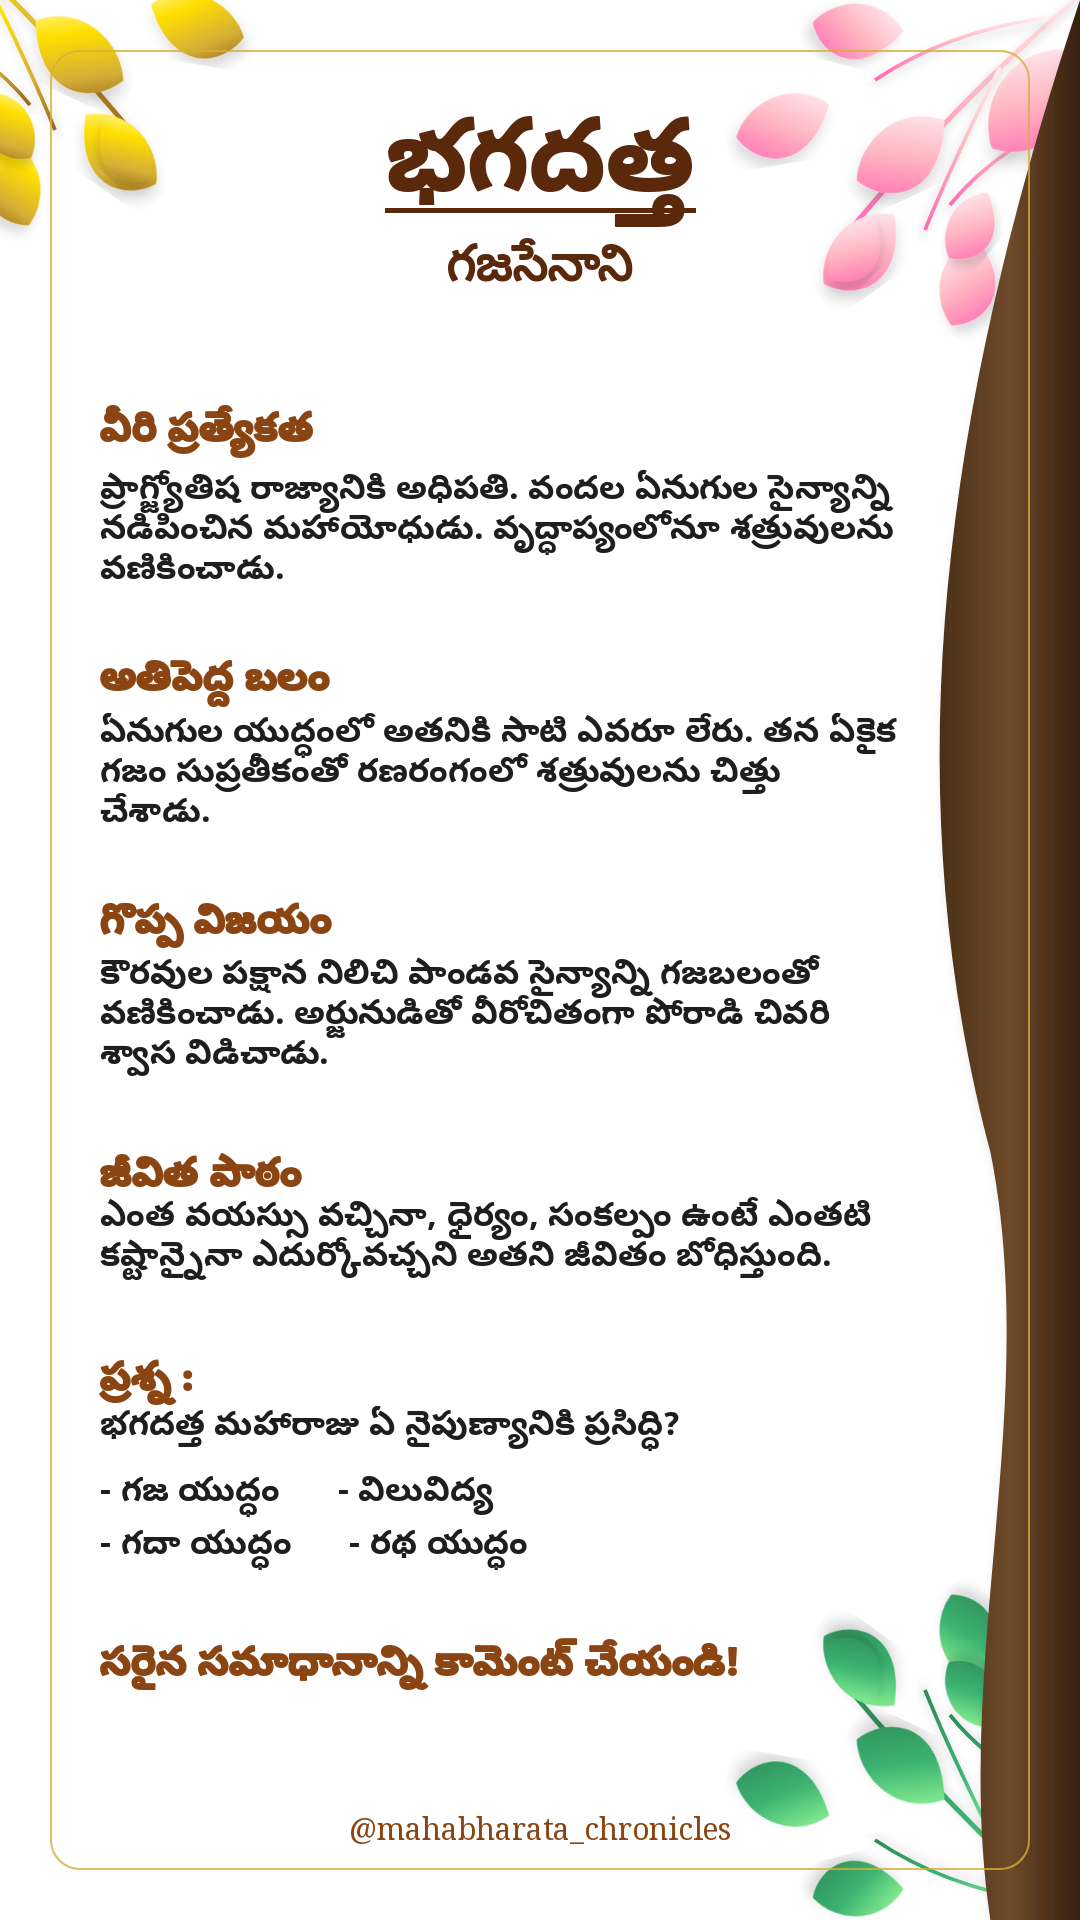 భగదత్త
గజసేనాని
వీరి ప్రత్యేకత
ప్రాగ్జ్యోతిష రాజ్యానికి అధిపతి. వందల ఏనుగుల సైన్యాన్ని
నడిపించిన మహాయోధుడు. వృద్ధాప్యంలోనూ శత్రువులను
వణికించాడు.
అతిపెద్ద బలం
ఏనుగుల యుద్ధంలో అతనికి సాటి ఎవరూ లేరు. తన ఏకైక
గజం సుప్రతీకంతో రణరంగంలో శత్రువులను చిత్తు
చేశాడు.
గొప్ప విజయం
కౌరవుల పక్షాన నిలిచి పాండవ సైన్యాన్ని గజబలంతో
వణికించాడు. అర్జునుడితో వీరోచితంగా పోరాడి చివరి
శ్వాస విడిచాడు.
జీవిత పాఠం
ఎంత వయస్సు వచ్చినా, ధైర్యం, సంకల్పం ఉంటే ఎంతటి
కష్టాన్నైనా ఎదుర్కోవచ్చని అతని జీవితం బోధిస్తుంది.
ప్రశ్న :
భగదత్త మహారాజు ఏ నైపుణ్యానికి ప్రసిద్ధి?
- గజ యుద్ధం - విలువిద్య
- గదా యుద్ధం - రథ యుద్ధం
సరైన సమాధానాన్ని కామెంట్ చేయండి!
@mahabharata_chronicles